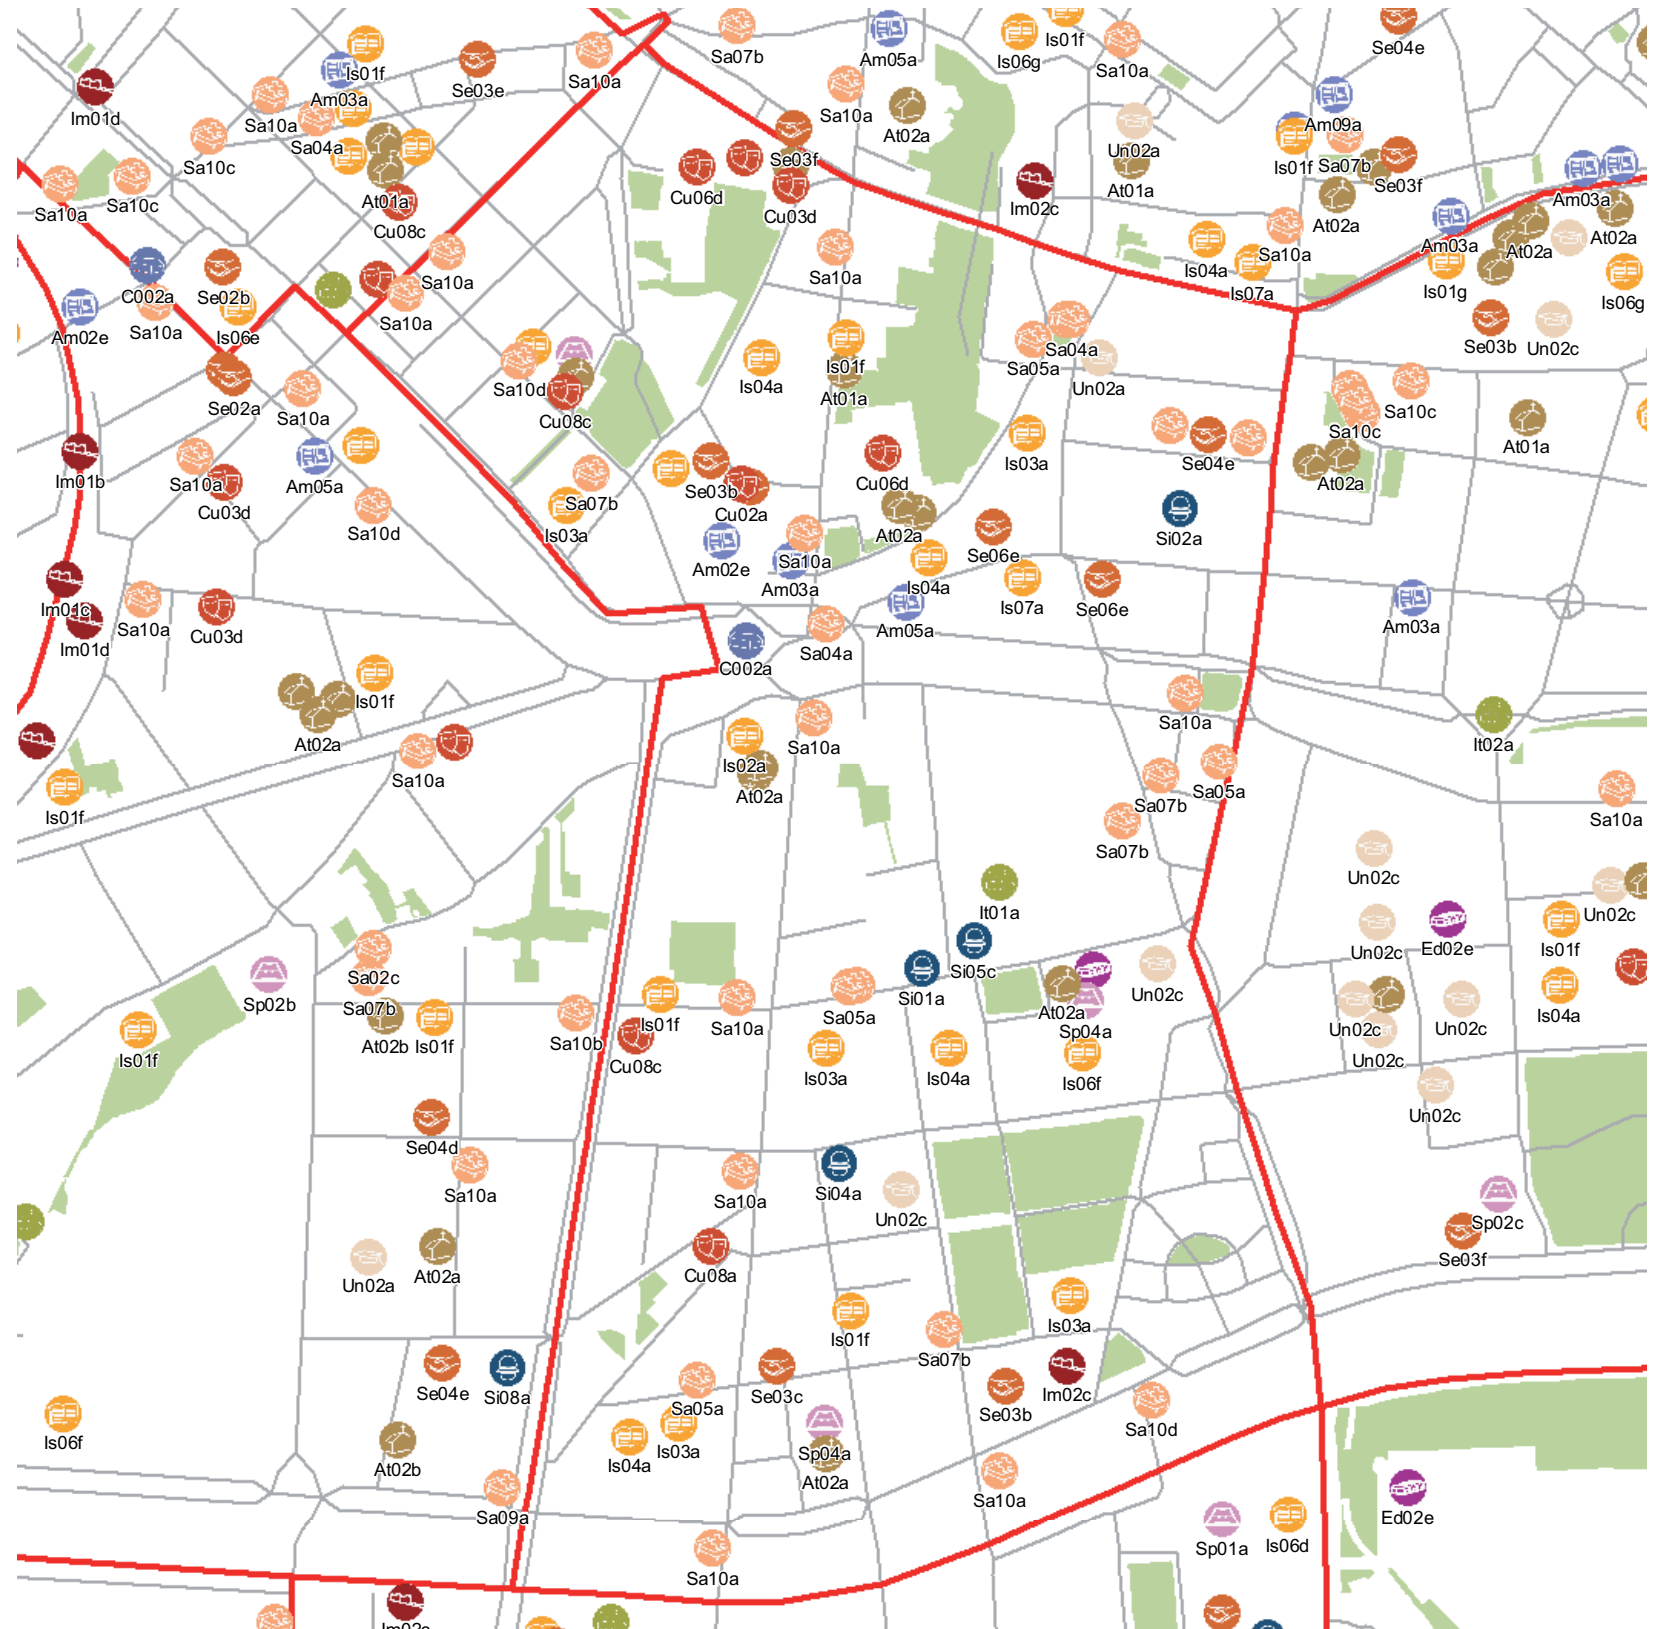 Sa07b
Am05a
Is06g
Is01f
Sa10a
Se04e
Is01f
Am03a
Se03e
Sa10a
Im01d
Sa10a
Sa04a
Sa10c
Sa10a
At02a
Un02a
At01a
Am09a
Is01f
Sa07b
Se03f
At02a
Se03f
Cu06d
Cu03d
Im02c
Am03a
Sa10a
Sa10c
At01a
Cu08c
Am03a
At02a
At02a
Sa10a
Is04a
Sa10a
Is07a
Is01g
Is06g
C002a
Se02b
Sa10a
Sa10a
Sa10a
Am02e
Is06e
Se03b
Un02c
Sa10d
Is04a
Is01f
At01a
Sa04a
Sa05a
Un02a
Se02a
Sa10a
Cu08c
Sa10c
Sa10c
At01a
Im01b
Sa10a
Cu03d
Am05a
Sa10d
Sa07b
Is03a
Se03b
Cu02a
Cu06d
Is03a
Se04e
At02a
Si02a
At02a
Se06e
Am02e
Sa10a
Am03a
Is04a
Is07a
Se06e
Am05a
Am03a
Im01c
Im01d
Sa10a
Cu03d
C002a
Sa04a
Is01f
At02a
Sa10a
Is02a
At02a
Sa10a
Sa10a
It02a
Is01f
Sa07b
Sa05a
Sa07b
Sa10a
Un02c
It01a
Un02c
Un02c
Ed02e
Is01f
Sa02c
Sp02b
Sa07b
At02b
Is01f
Is01f
Sa10b
Is01f
Cu08c
Sa10a
Sa05a
Si01a
Si05c
At02a
Sp04a
Un02c
Un02c
Un02c
Un02c
Is04a
Is03a
Is04a
Is06f
Un02c
Se04d
Sa10a
Sa10a
Si04a
Un02c
Sp02c
Se03f
Un02a
At02a
Cu08a
Is01f
Is03a
Sa07b
Se04e
Si08a
Sa05a
Se03c
Se03b
Im02c
Sa10d
Is06f
At02b
Is04a
Is03a
Sp04a
At02a
Sa10a
Sa09a
Ed02e
Sp01a
Is06d
Sa10a